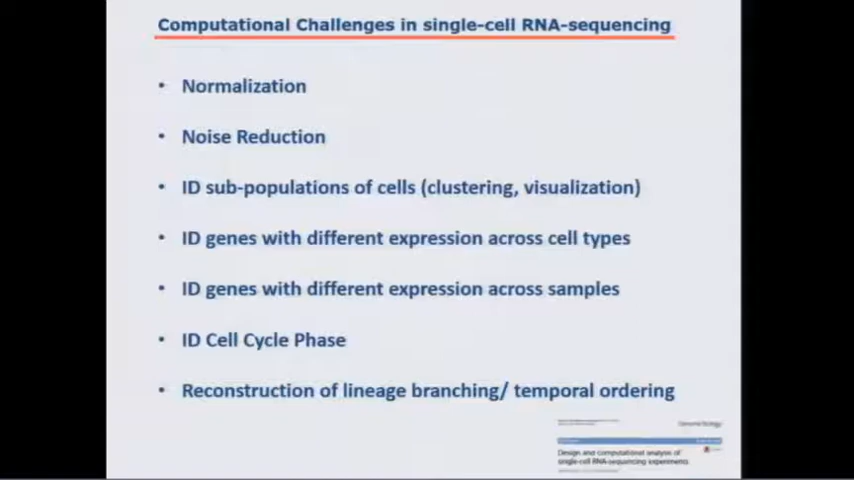 Computational Challenges in single-cell RNA-sequencing
• Normalization
• Noise Reduction
• ID sub-populations of cells (clustering, visualization)
• ID genes with different expression across cell types
• ID genes with different expression across samples
• ID Cell Cycle Phase
• Reconstruction of lineage branching/ temporal ordering
Genome Biology
Design and computational analysis of
single-cell RNA-sequencing experiments